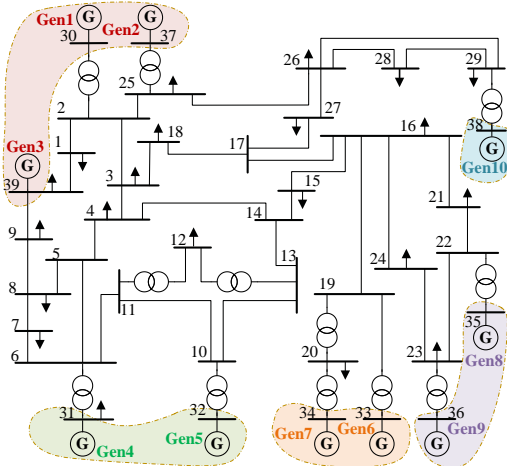 Gen1 G Gen2 G
30 37
26 28 29
25
2 27 16 38
G
Gen10
1 18 17
Gen3
G
39 3 15 21
4 14
9 12 13 22
5 24
8 11 19
7 35
G
Gen8
6 10 20 23
31 32 34 33 36
G Gen4 Gen5 G Gen7 G Gen6 G G Gen9